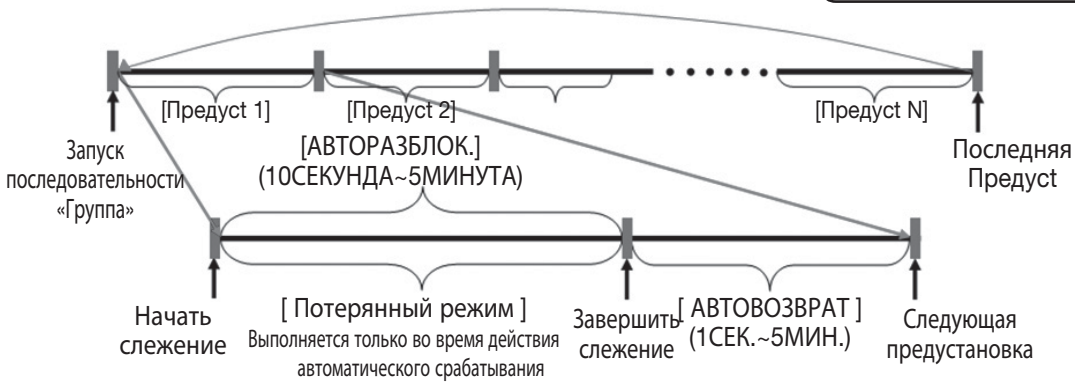 [Предуст 1]
[Предуст 2]
[Предуст N]
Запуск
последовательности
«Группа»
[АВТОРАЗБЛОК.]
(10СЕКУНДА~5МИНУТА)
Последняя
Предуст
Начать
слежение
[ Потерянный режим ]
Выполняется только во время действия
автоматического срабатывания
Завершить
слежение
[ АВТОВОЗВРАТ ]
(1СЕК.~5МИН.)
Следующая
предустановка